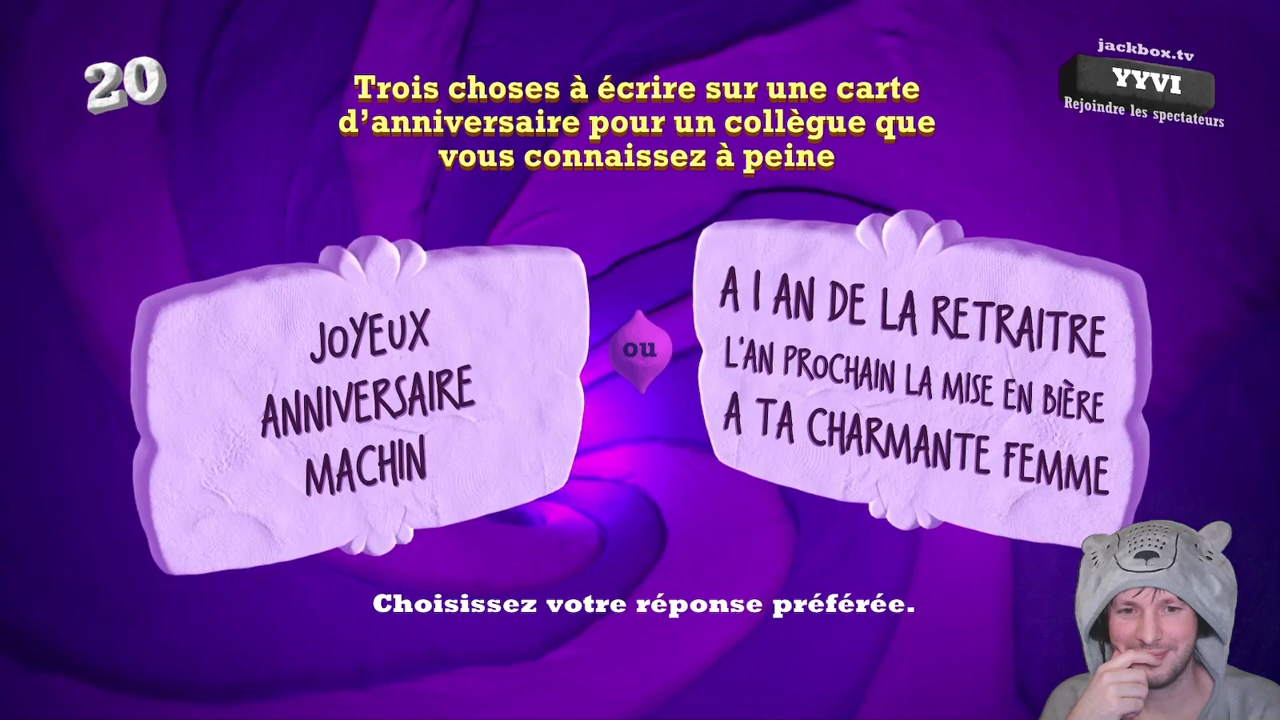 20
Trois choses à écrire sur une carte
d'anniversaire pour un collègue que
vous connaissez à peine
jackbox.tv
YYVI
Rejoindre les spectateurs
JOYEUX
ANNIVERSAIRE
MACHIN
ou
A 1 AN DE LA RETRAITRE
L'AN PROCHAIN LA MISE EN BIÈRE
A TA CHARMANTE FEMME
Choisissez votre réponse préférée.